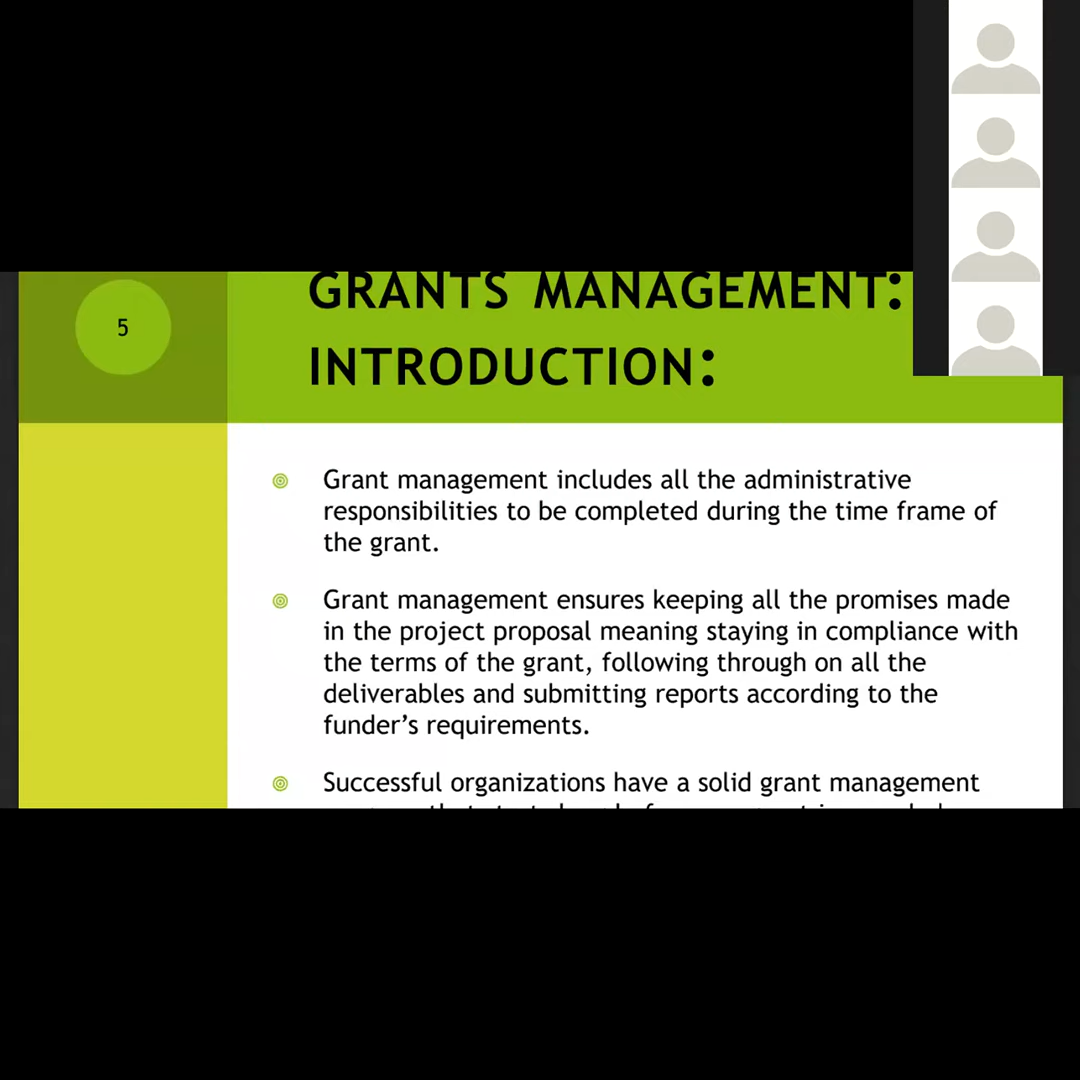 5
GRANTS MANAGEMENT:
INTRODUCTION:
Grant management includes all the administrative
responsibilities to be completed during the time frame of
the grant.
Grant management ensures keeping all the promises made
in the project proposal meaning staying in compliance with
the terms of the grant, following through on all the
deliverables and submitting reports according to the
funder’s requirements.
Successful organizations have a solid grant management